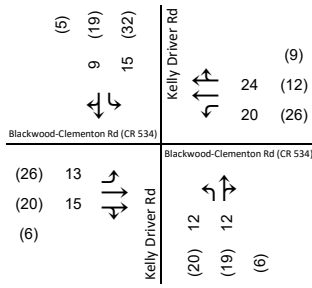 (5) (19) (32)
9 15
Kelly Driver Rd
(9)
24 (12)
20 (26)
Blackwood-Clementon Rd (CR 534)
Blackwood-Clementon Rd (CR 534)
(26) 13
(20) 15
(6)
Kelly Driver Rd
12 12
(20) (19) (6)